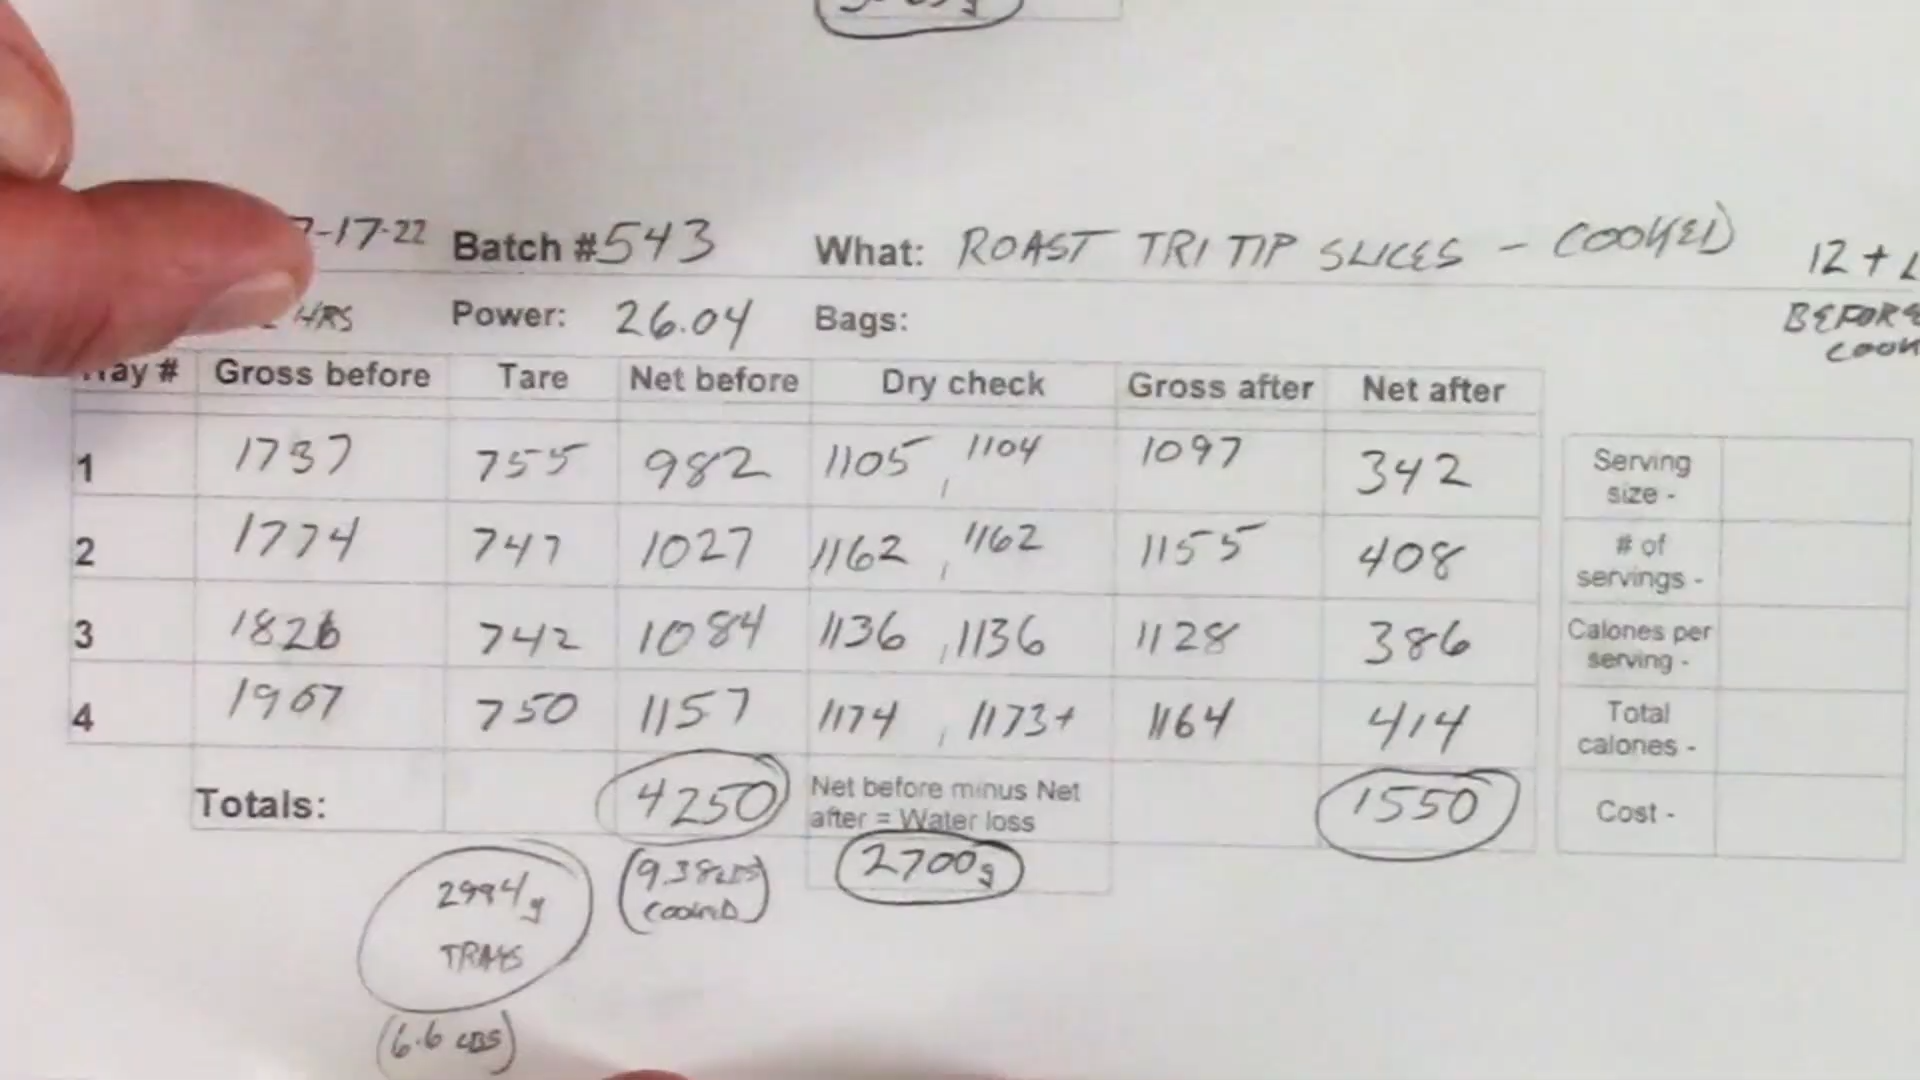 -17-22 Batch #543 What: ROAST TRI TIP SLICES - COOKED 12 +
HRS Power: 26.04 Bags: BEFORE
Tray # Gross before Tare Net before Dry check Gross after Net after
1 1737 755 982 1105, 1104 1097 342
2 1774 747 1027 1162, 1162 1155 408
3 1826 742 1084 1136, 1136 1128 386
4 1907 750 1157 1174, 1173+ 1164 414
Totals: 4250 Net before minus Net 1550
after = Water loss
2700g
(9.38 LBS
COOKED)
2994g
TRAYS
(6.6 LBS)
Serving
size -
# of
servings -
Calories per
serving -
Total
calories -
Cost -